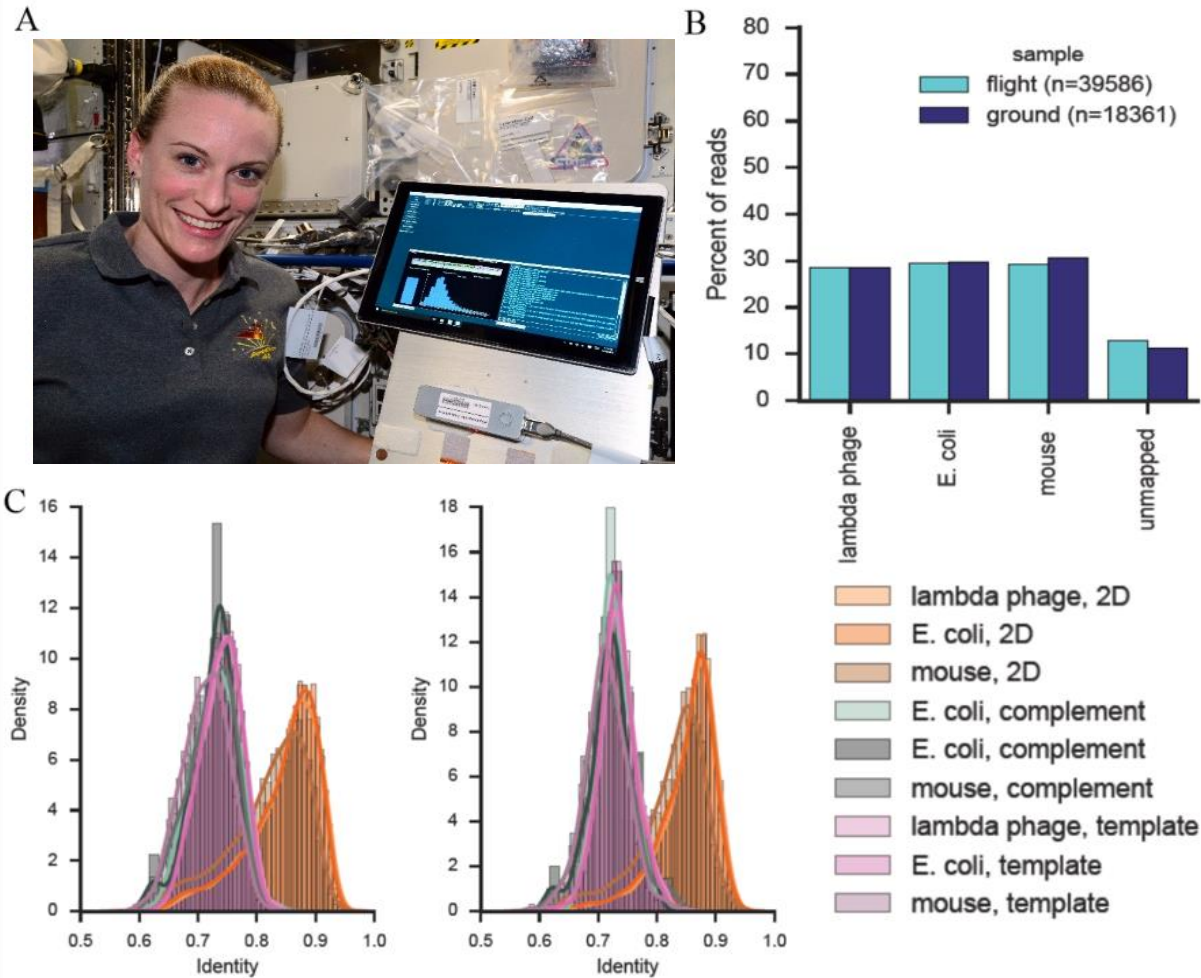 A
B
80
70
60
50
40
30
20
10
0
Percent of reads
sample
flight (n=39586)
ground (n=18361)
lambda phage
E. coli
mouse
unmapped
C
16
14
12
10
8
6
4
2
0
Density
0.5 0.6 0.7 0.8 0.9 1.0
Identity
18
16
14
12
10
8
6
4
2
0
Density
0.5 0.6 0.7 0.8 0.9 1.0
Identity
lambda phage, 2D
E. coli, 2D
mouse, 2D
E. coli, complement
E. coli, complement
mouse, complement
lambda phage, template
E. coli, template
mouse, template